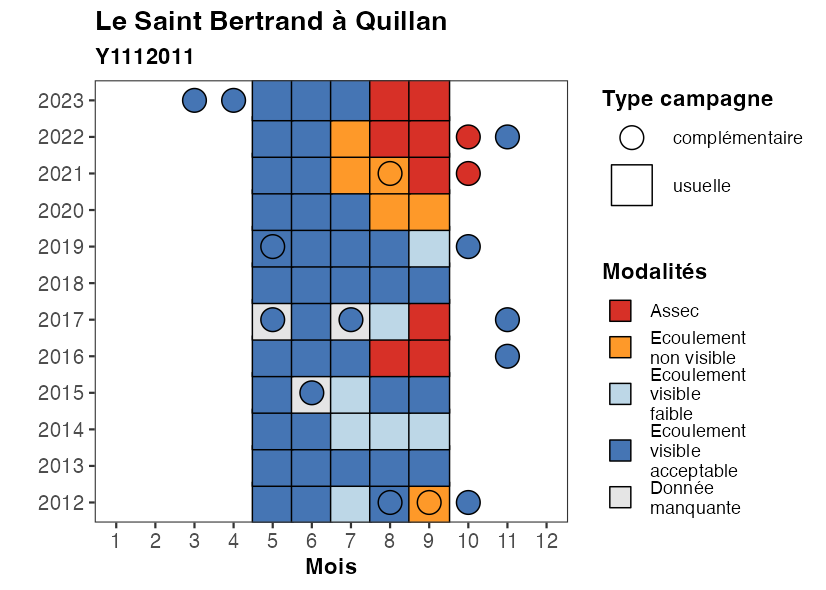 Le Saint Bertrand à Quillan
Y1112011
2023
2022
2021
2020
2019
2018
2017
2016
2015
2014
2013
2012
1 2 3 4 5 6 7 8 9 10 11 12
Mois
Type campagne
complémentaire
usuelle
Modalités
Assec
Ecoulement
non visible
Ecoulement
visible
faible
Ecoulement
visible
acceptable
Donnée
manquante